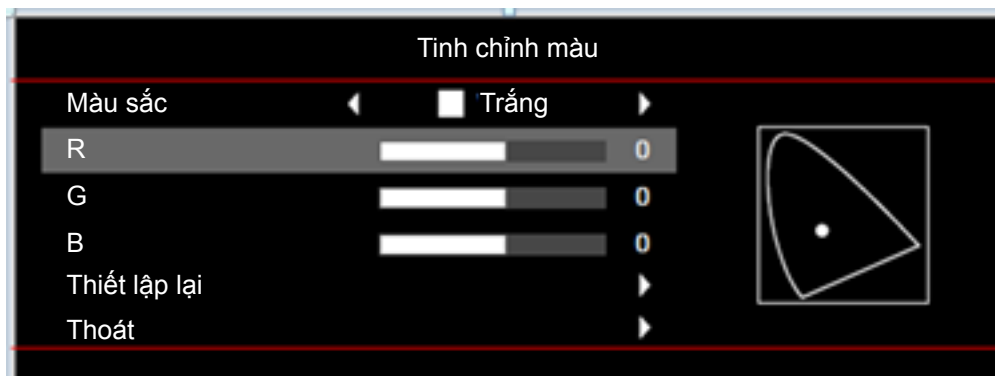 Tinh chỉnh màu
Màu sắc Trắng
R 0
G 0
B 0
Thiết lập lại
Thoát